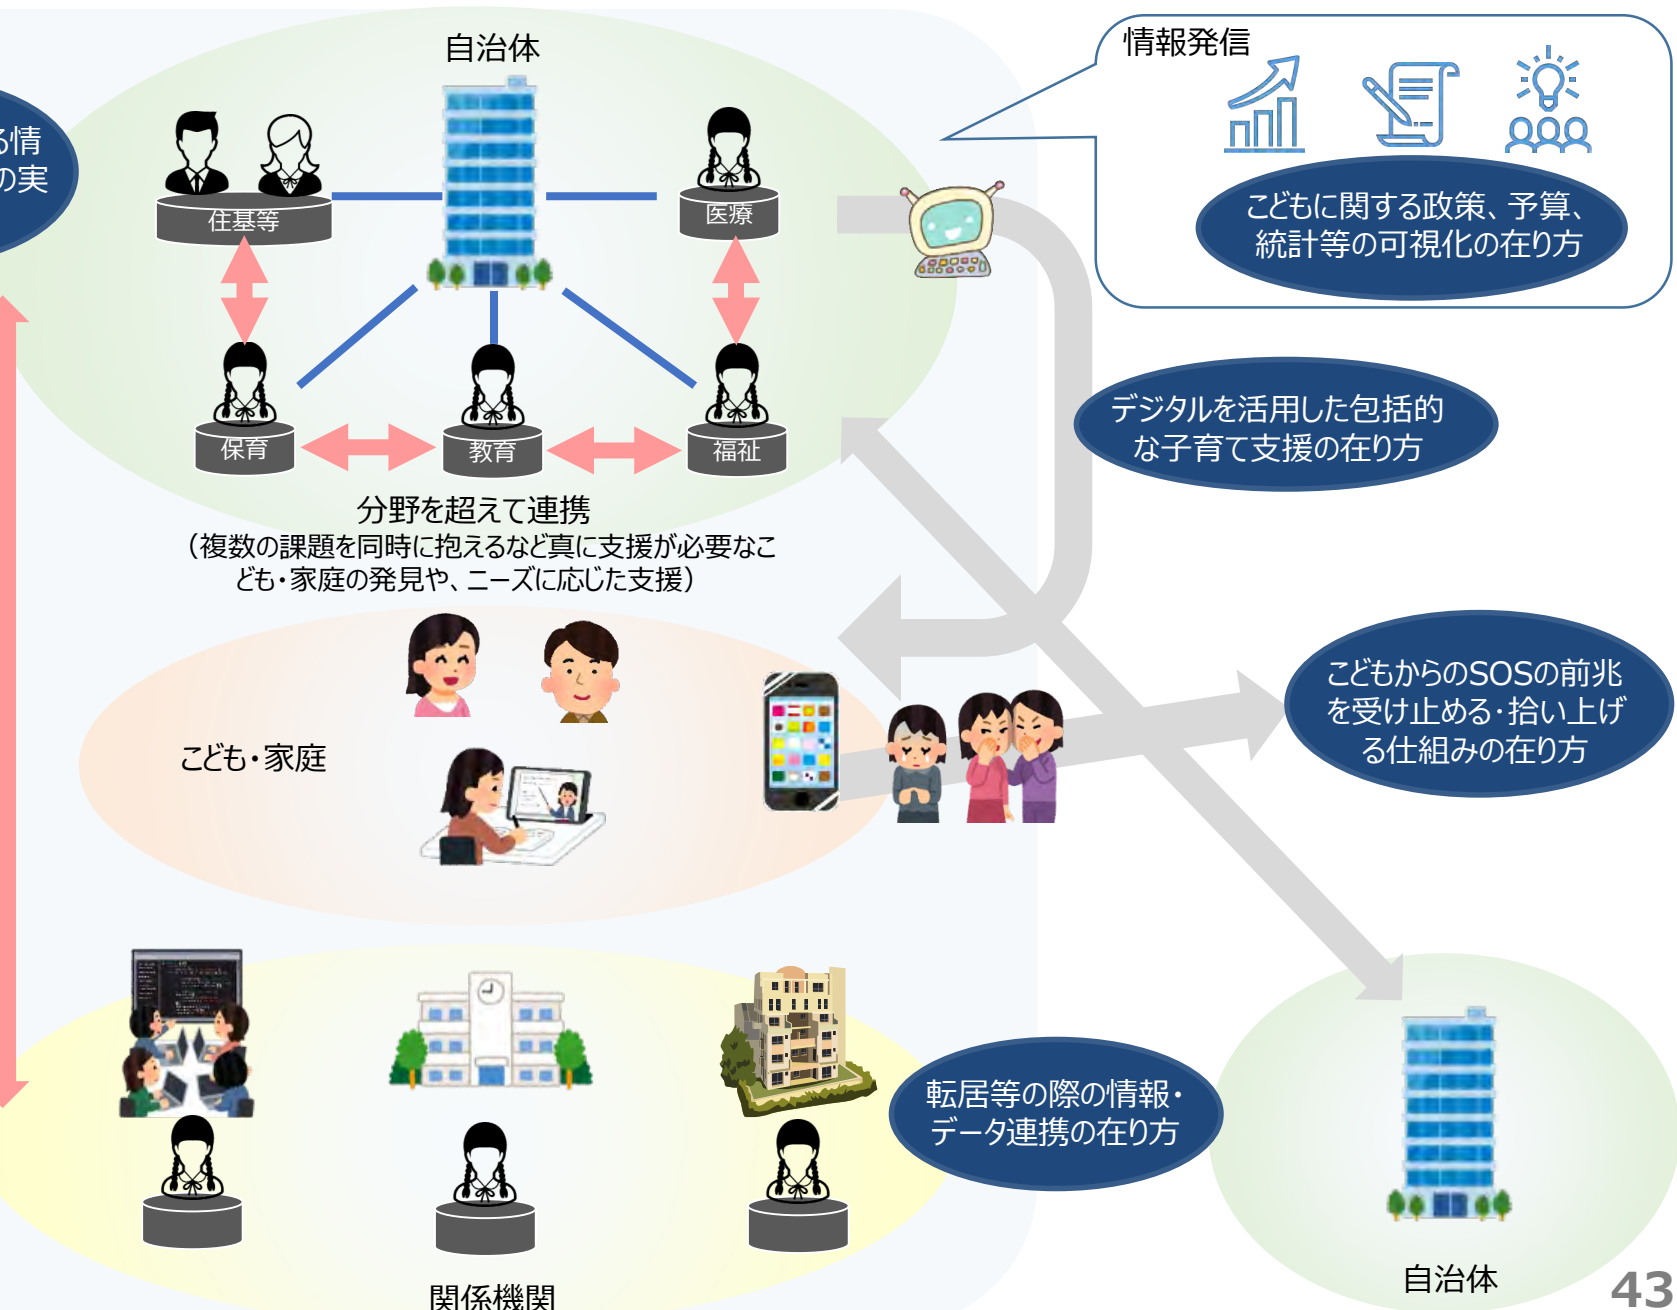 自治体
情報発信
る情
の実
住基等
医療
こどもに関する政策、予算、
統計等の可視化の在り方
保育
教育
福祉
デジタルを活用した包括的
な子育て支援の在り方
分野を超えて連携
（複数の課題を同時に抱えるなど真に支援が必要なこ
ども・家庭の発見や、ニーズに応じた支援）
こども・家庭
こどもからのSOSの前兆
を受け止める・拾い上げ
る仕組みの在り方
転居等の際の情報・
データ連携の在り方
関係機関
自治体
43